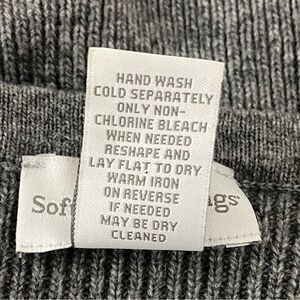 HAND WASH
COLD SEPARATELY
ONLY NON-
CHLORINE BLEACH
WHEN NEEDED
RESHAPE AND
LAY FLAT TO DRY
WARM IRON
ON REVERSE
IF NEEDED
MAY BE DRY
CLEANED